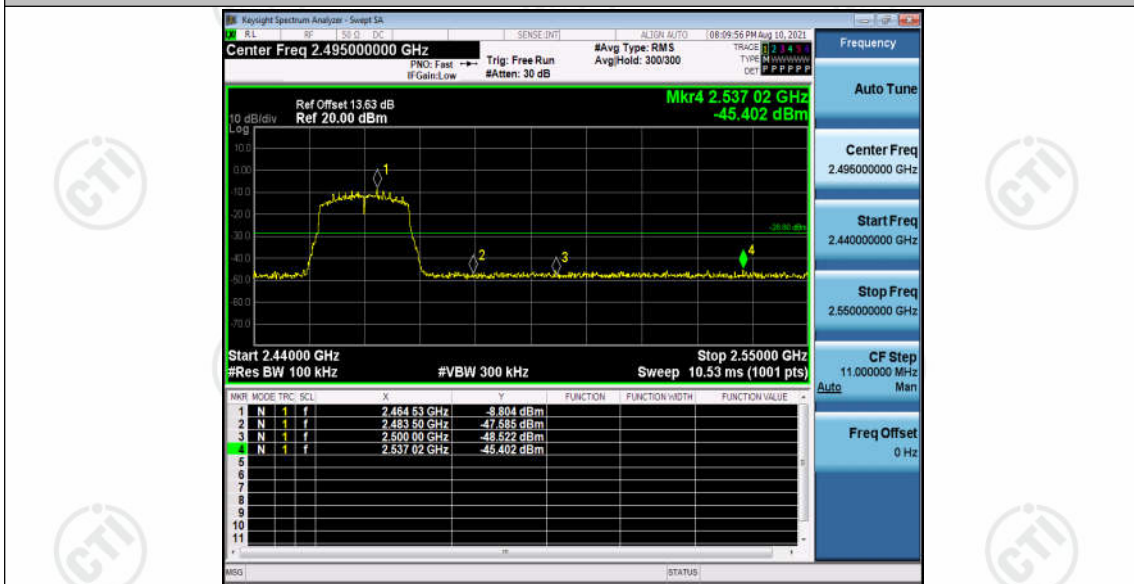 Keysight Spectrum Analyzer - Swept SA
RL RF 50 Ω DC SENSE:INT ALIGN AUTO 08:09:56 PM Aug 10, 2021
Center Freq 2.495000000 GHz
PNO: Fast
IFGain:Low
Trig: Free Run
#Atten: 30 dB
#Avg Type: RMS
Avg|Hold: 300/300
TRACE 1 2 3 4 5 6
TYPE M WWWWW
DET P P P P P P
Ref Offset 13.63 dB
10 dB/div Ref 20.00 dBm
Log
Mkr4 2.537 02 GHz
-45.402 dBm
10.0
0.00
-10.0
-20.0
-30.0
-40.0
-50.0
-60.0
-70.0
1
2
3
4
Start 2.44000 GHz Stop 2.55000 GHz
#Res BW 100 kHz #VBW 300 kHz Sweep 10.53 ms (1001 pts)
MKR MODE TRC SCL X Y FUNCTION FUNCTION WIDTH FUNCTION VALUE
1 N 1 f 2.464 53 GHz -8.804 dBm
2 N 1 f 2.483 50 GHz -47.585 dBm
3 N 1 f 2.500 00 GHz -48.522 dBm
4 N 1 f 2.537 02 GHz -45.402 dBm
5
6
7
8
9
10
11
MSG STATUS
Frequency
Auto Tune
Center Freq
2.495000000 GHz
Start Freq
2.440000000 GHz
Stop Freq
2.550000000 GHz
CF Step
11.000000 MHz
Auto Man
Freq Offset
0 Hz
CTI
CTI
CTI
CTI